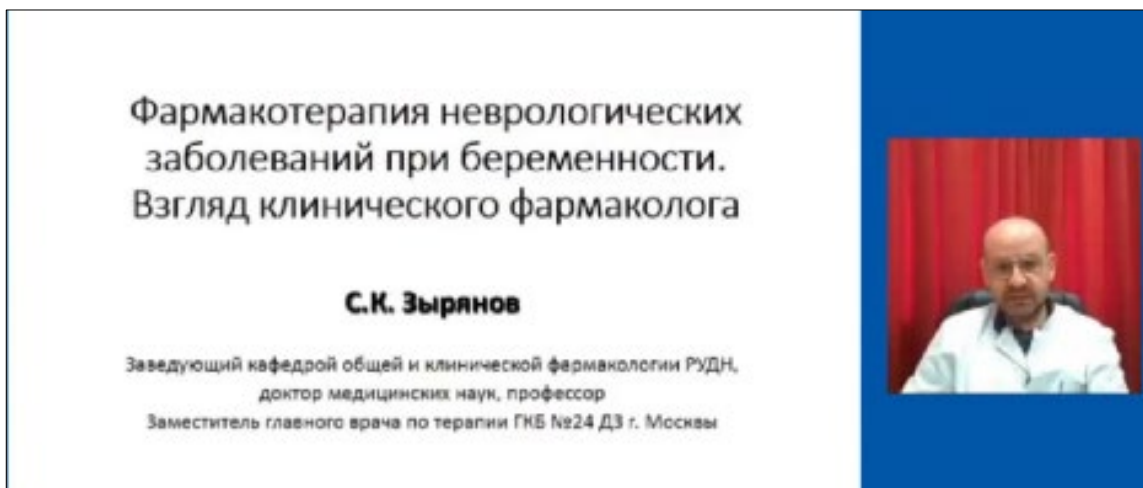 Фармакотерапия неврологических
заболеваний при беременности.
Взгляд клинического фармаколога
С.К. Зырянов
Заведующий кафедрой общей и клинической фармакологии РУДН,
доктор медицинских наук, профессор
Заместитель главного врача по терапии ГКБ №24 ДЗ г. Москвы